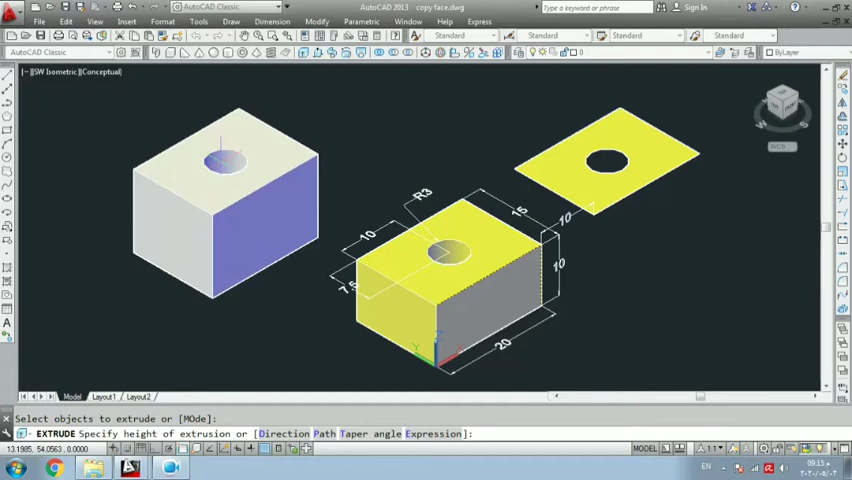 AutoCAD Classic
AutoCAD 2013 copy face.dwg
Type a keyword or phrase
Sign In
File Edit View Insert Format Tools Draw Dimension Modify Parametric Window Help Express
Standard Standard Standard
AutoCAD Classic 0 ByLayer
[−][SW Isometric][Conceptual]
W S
WCS
R3
15
10
10
10
7.5
20
Z
Y X
Model Layout1 Layout2
Select objects to extrude or [MOde]:
EXTRUDE Specify height of extrusion or [Direction Path Taper angle Expression]:
13.1985, 54.0563, 0.0000
MODEL 1:1
EN